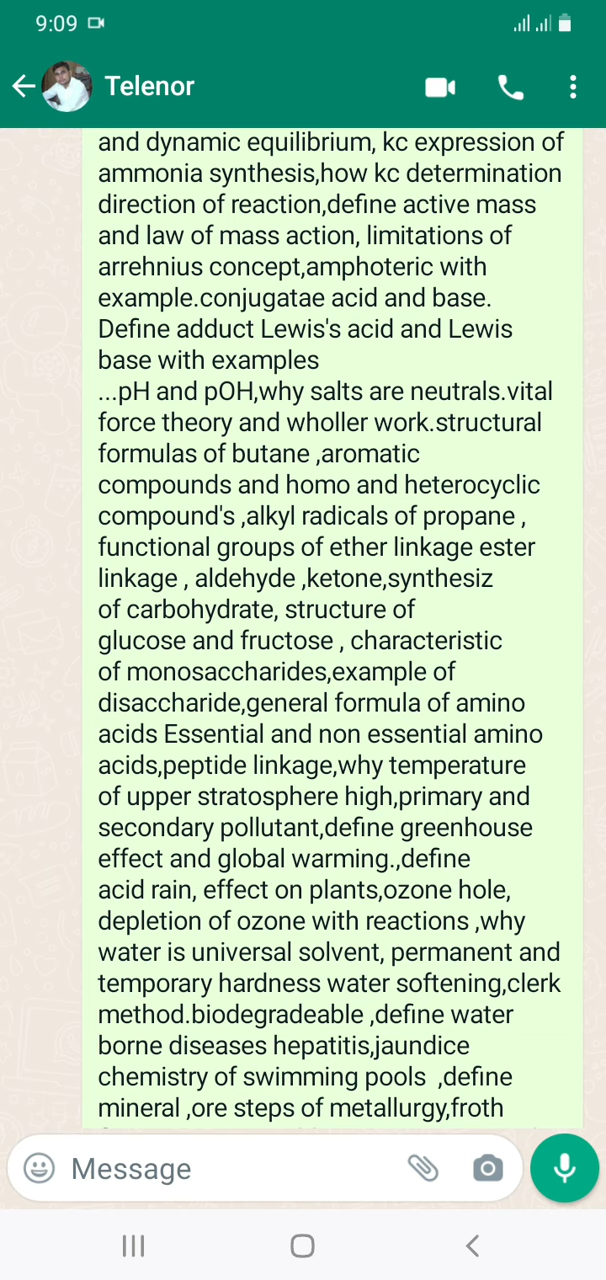 9:09
Telenor
and dynamic equilibrium, kc expression of
ammonia synthesis,how kc determination
direction of reaction,define active mass
and law of mass action, limitations of
arrehnius concept,amphoteric with
example.conjugatae acid and base.
Define adduct Lewis's acid and Lewis
base with examples
...pH and pOH,why salts are neutrals.vital
force theory and wholler work.structural
formulas of butane ,aromatic
compounds and homo and heterocyclic
compound's ,alkyl radicals of propane ,
functional groups of ether linkage ester
linkage , aldehyde ,ketone,synthesiz
of carbohydrate, structure of
glucose and fructose , characteristic
of monosaccharides,example of
disaccharide,general formula of amino
acids Essential and non essential amino
acids,peptide linkage,why temperature
of upper stratosphere high,primary and
secondary pollutant,define greenhouse
effect and global warming.,define
acid rain, effect on plants,ozone hole,
depletion of ozone with reactions ,why
water is universal solvent, permanent and
temporary hardness water softening,clerk
method.biodegradeable ,define water
borne diseases hepatitis,jaundice
chemistry of swimming pools  ,define
mineral ,ore steps of metallurgy,froth
Message